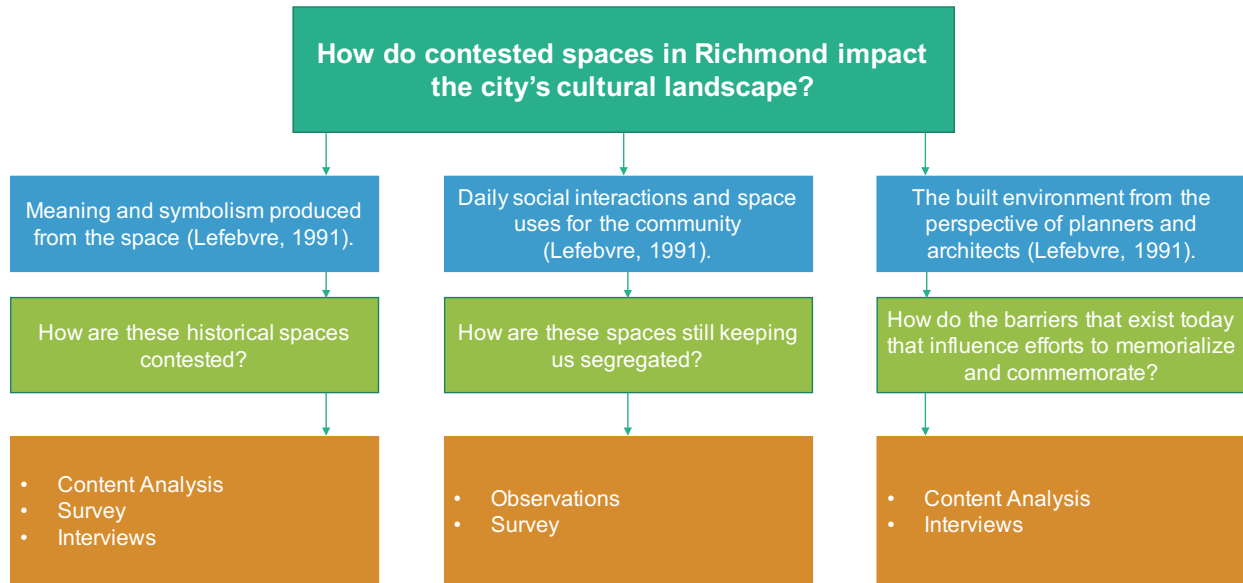 How do contested spaces in Richmond impact
the city's cultural landscape?
Meaning and symbolism produced
from the space (Lefebvre, 1991).
Daily social interactions and space
uses for the community
(Lefebvre, 1991).
The built environment from the
perspective of planners and
architects (Lefebvre, 1991).
How are these historical spaces
contested?
How are these spaces still keeping
us segregated?
How do the barriers that exist today
that influence efforts to memorialize
and commemorate?
• Content Analysis
• Survey
• Interviews
• Observations
• Survey
• Content Analysis
• Interviews